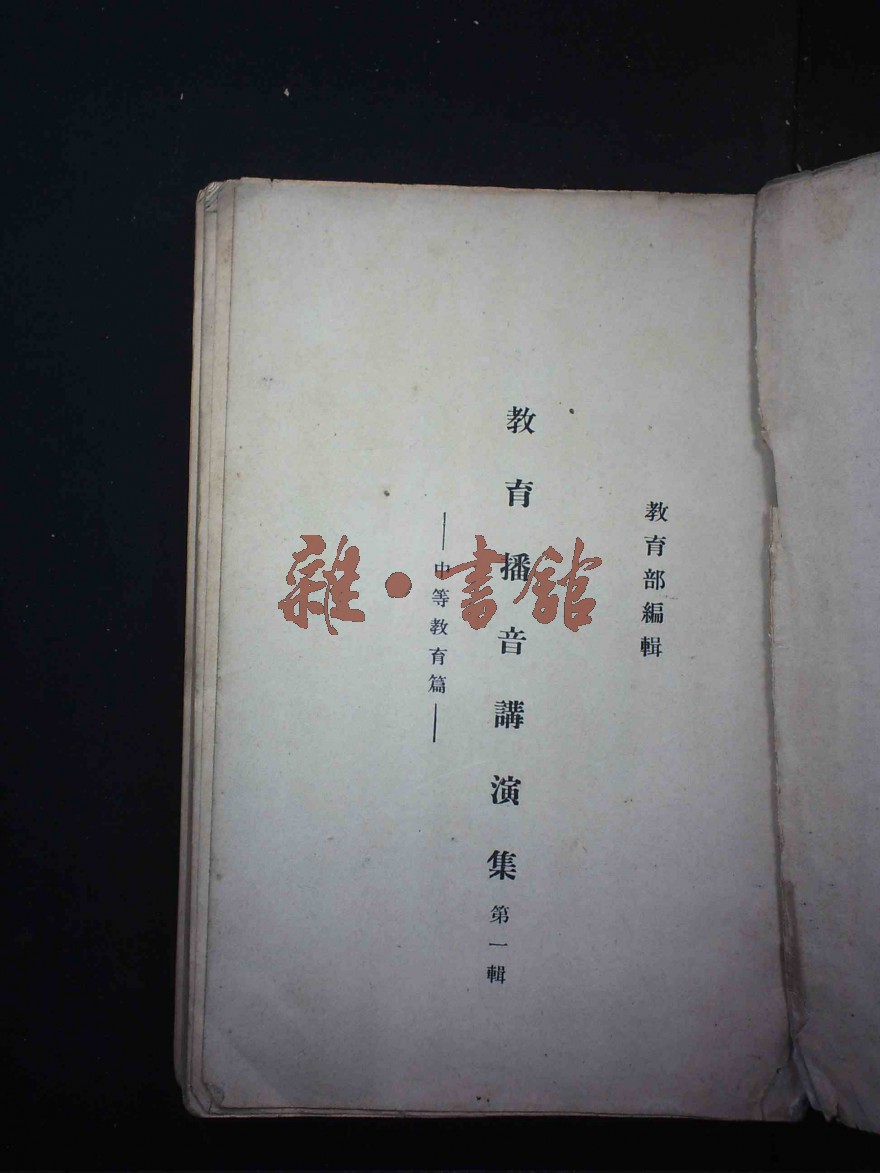 教育部編輯
教育播音講演集 第一輯
—中等教育篇—
雜·書館